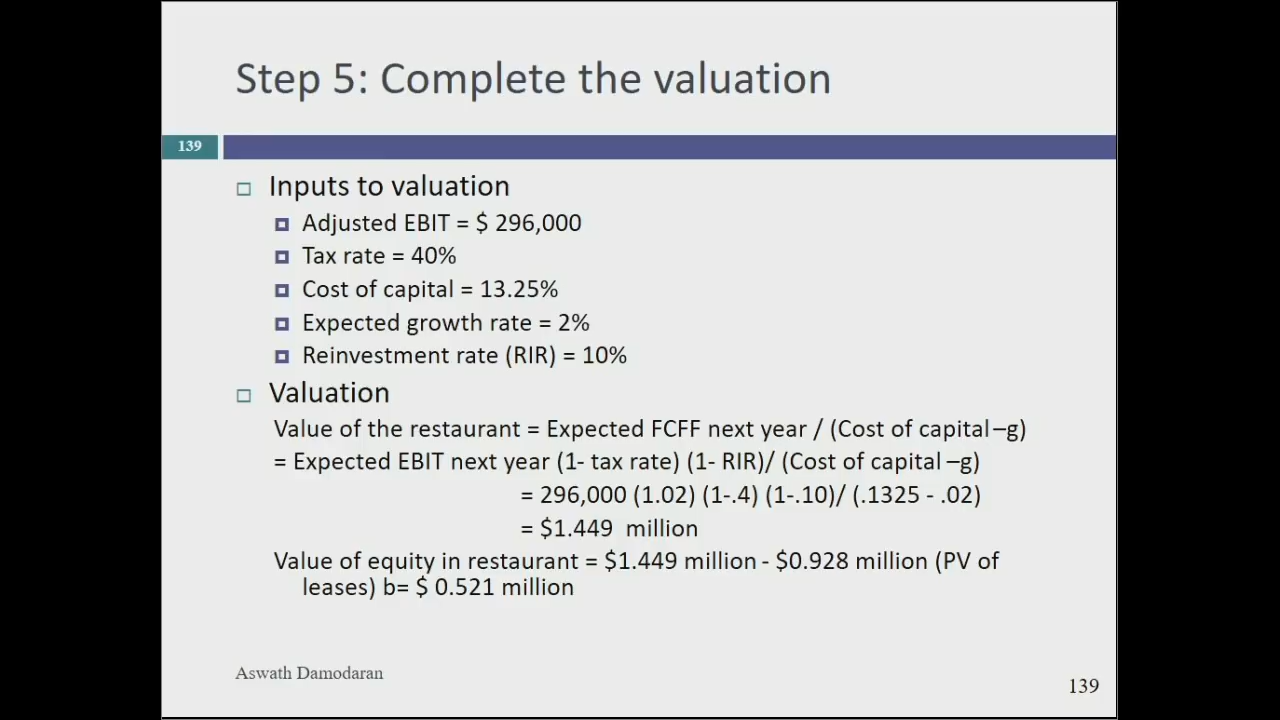 Step 5: Complete the valuation
139
Inputs to valuation
Adjusted EBIT = $ 296,000
Tax rate = 40%
Cost of capital = 13.25%
Expected growth rate = 2%
Reinvestment rate (RIR) = 10%
Valuation
Value of the restaurant = Expected FCFF next year / (Cost of capital –g)
= Expected EBIT next year (1- tax rate) (1- RIR)/ (Cost of capital –g)
= 296,000 (1.02) (1-.4) (1-.10)/ (.1325 - .02)
= $1.449 million
Value of equity in restaurant = $1.449 million - $0.928 million (PV of
leases) b= $ 0.521 million
Aswath Damodaran
139